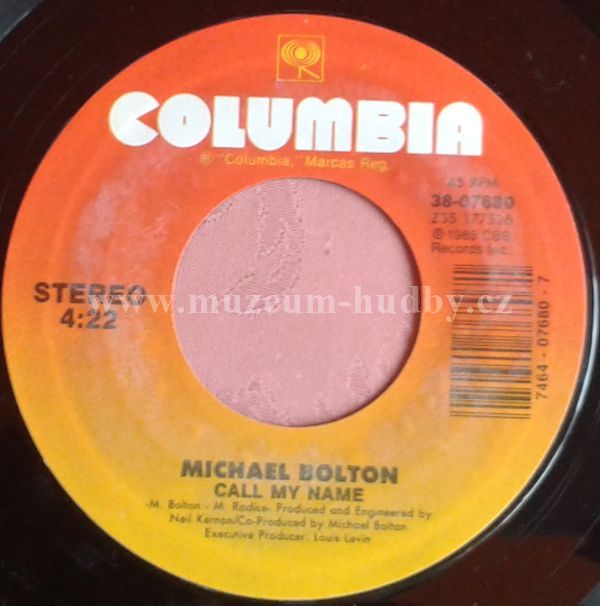 COLUMBIA
® "Columbia," Marcas Reg.
45 RPM
38-07680
ZSS 177526
℗ 1985 CBS
Records Inc.
STEREO
4:22
www.muzeum-hudby.cz
7464 - 07680 - 7
MICHAEL BOLTON
CALL MY NAME
-M. Bolton - M. Radice- Produced and Engineered by
Neil Kernon/Co-Produced by Michael Bolton
Executive Producer: Louis Levin